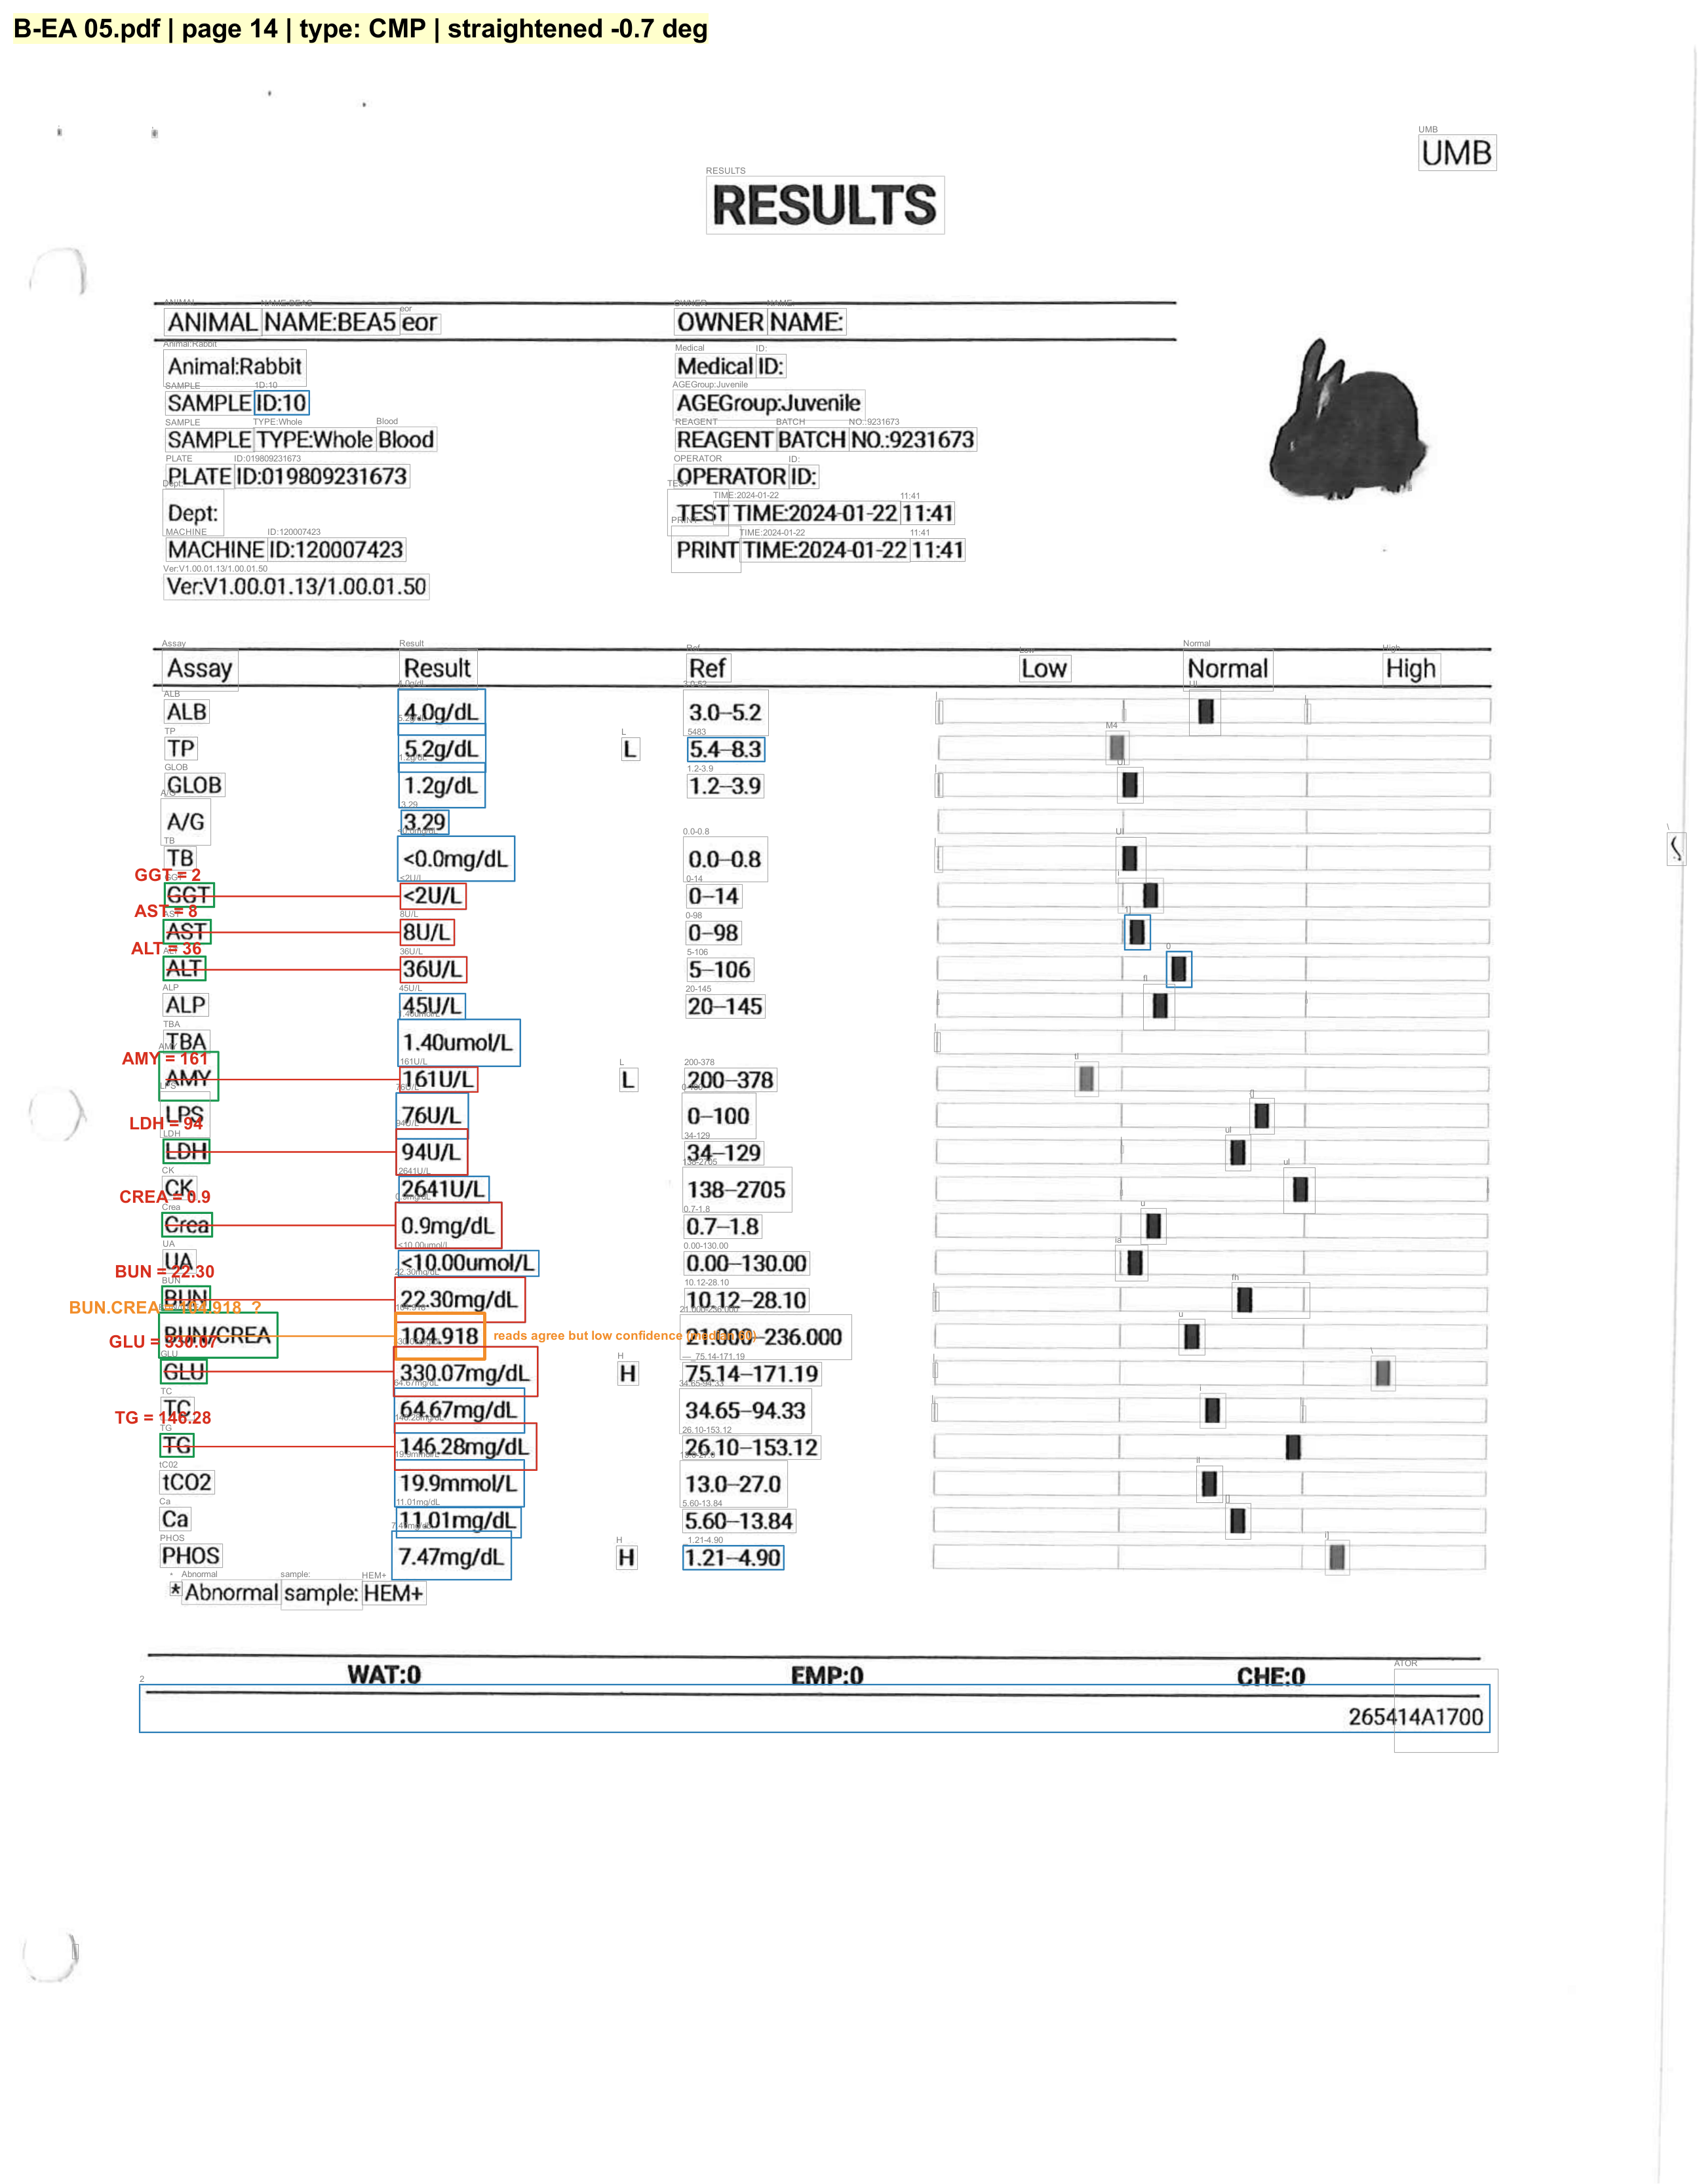 B-EA 05.pdf | page 14 | type: CMP | straightened -0.7 deg
UMB
RESULTS
ANIMAL NAME:BEA5 eor OWNER NAME:
Animal:Rabbit Medical ID:
SAMPLE ID:10 AGEGroup:Juvenile
SAMPLE TYPE:Whole Blood REAGENT BATCH NO.:9231673
PLATE ID:019809231673 OPERATOR ID:
Dept: TEST TIME:2024-01-22 11:41
MACHINE ID:120007423 PRINT TIME:2024-01-22 11:41
Ver:V1.00.01.13/1.00.01.50
Assay Result Ref Low Normal High
ALB 4.0g/dL 3.0–5.2
TP 5.2g/dL L 5.4–8.3
GLOB 1.2g/dL 1.2–3.9
A/G 3.29
TB <0.0mg/dL 0.0–0.8
GGT = 2
GGT <2U/L 0–14
AST = 8
AST 8U/L 0–98
ALT = 36
ALT 36U/L 5–106
ALP 45U/L 20–145
TBA 1.40umol/L
AMY = 161
AMY 161U/L L 200–378
LPS 76U/L 0–100
LDH = 94
LDH 94U/L 34–129
CK 2641U/L 138–2705
CREA = 0.9
Crea 0.9mg/dL 0.7–1.8
UA <10.00umol/L 0.00–130.00
BUN = 22.30
BUN 22.30mg/dL 10.12–28.10
BUN.CREA = 104.918 ?
BUN/CREA 104.918 reads agree but low confidence (median 60) 21.000–236.000
GLU = 330.07
GLU 330.07mg/dL H 75.14–171.19
TC 64.67mg/dL 34.65–94.33
TG = 146.28
TG 146.28mg/dL 26.10–153.12
tCO2 19.9mmol/L 13.0–27.0
Ca 11.01mg/dL 5.60–13.84
PHOS 7.47mg/dL H 1.21–4.90
*Abnormal sample: HEM+
WAT:0 EMP:0 CHE:0
265414A1700